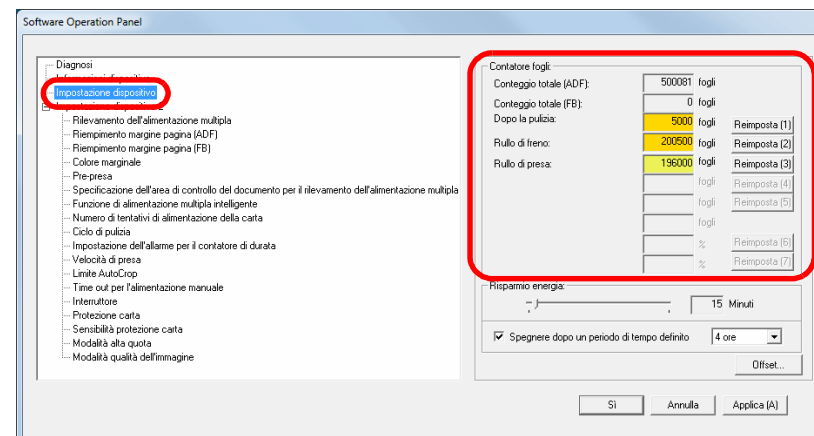 Software Operation Panel
Diagnosi
Impostazione dispositivo
Rilevamento dell'alimentazione multipla
Riempimento margine pagina (ADF)
Riempimento margine pagina (FB)
Colore marginale
Pre-presa
Specificazione dell'area di controllo del documento per il rilevamento dell'alimentazione multipla
Funzione di alimentazione multipla intelligente
Numero di tentativi di alimentazione della carta
Ciclo di pulizia
Impostazione dell'allarme per il contatore di durata
Velocità di presa
Limite AutoCrop
Time out per l'alimentazione manuale
Interruttore
Protezione carta
Sensibilità protezione carta
Modalità alta quota
Modalità qualità dell'immagine
Contatore fogli:
Conteggio totale (ADF): 500081 fogli
Conteggio totale (FB): 0 fogli
Dopo la pulizia: 5000 fogli Reimposta (1)
Rullo di freno: 200500 fogli Reimposta (2)
Rullo di presa: 196000 fogli Reimposta (3)
fogli Reimposta (4)
fogli Reimposta (5)
fogli
% Reimposta (6)
% Reimposta (7)
Risparmio energia:
15 Minuti
Spegnere dopo un periodo di tempo definito 4 ore
Offset...
Sì Annulla Applica (A)